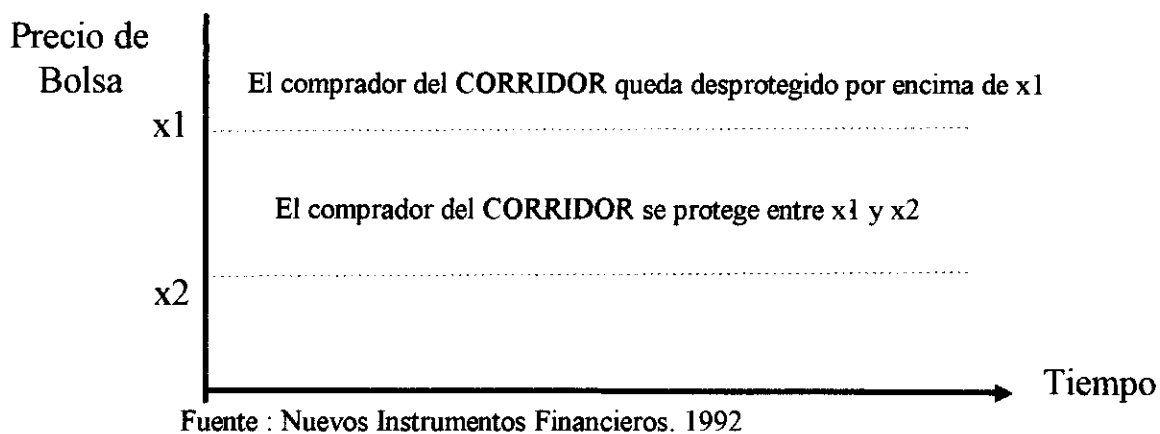 Precio de
Bolsa
El comprador del CORRIDOR queda desprotegido por encima de x1
x1
El comprador del CORRIDOR se protege entre x1 y x2
x2
Tiempo
Fuente : Nuevos Instrumentos Financieros. 1992